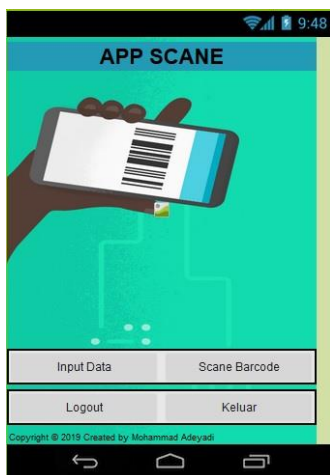 9:48
APP SCANE
Input Data Scane Barcode
Logout Keluar
Copyright © 2019 Created by Mohammad Adeyadi